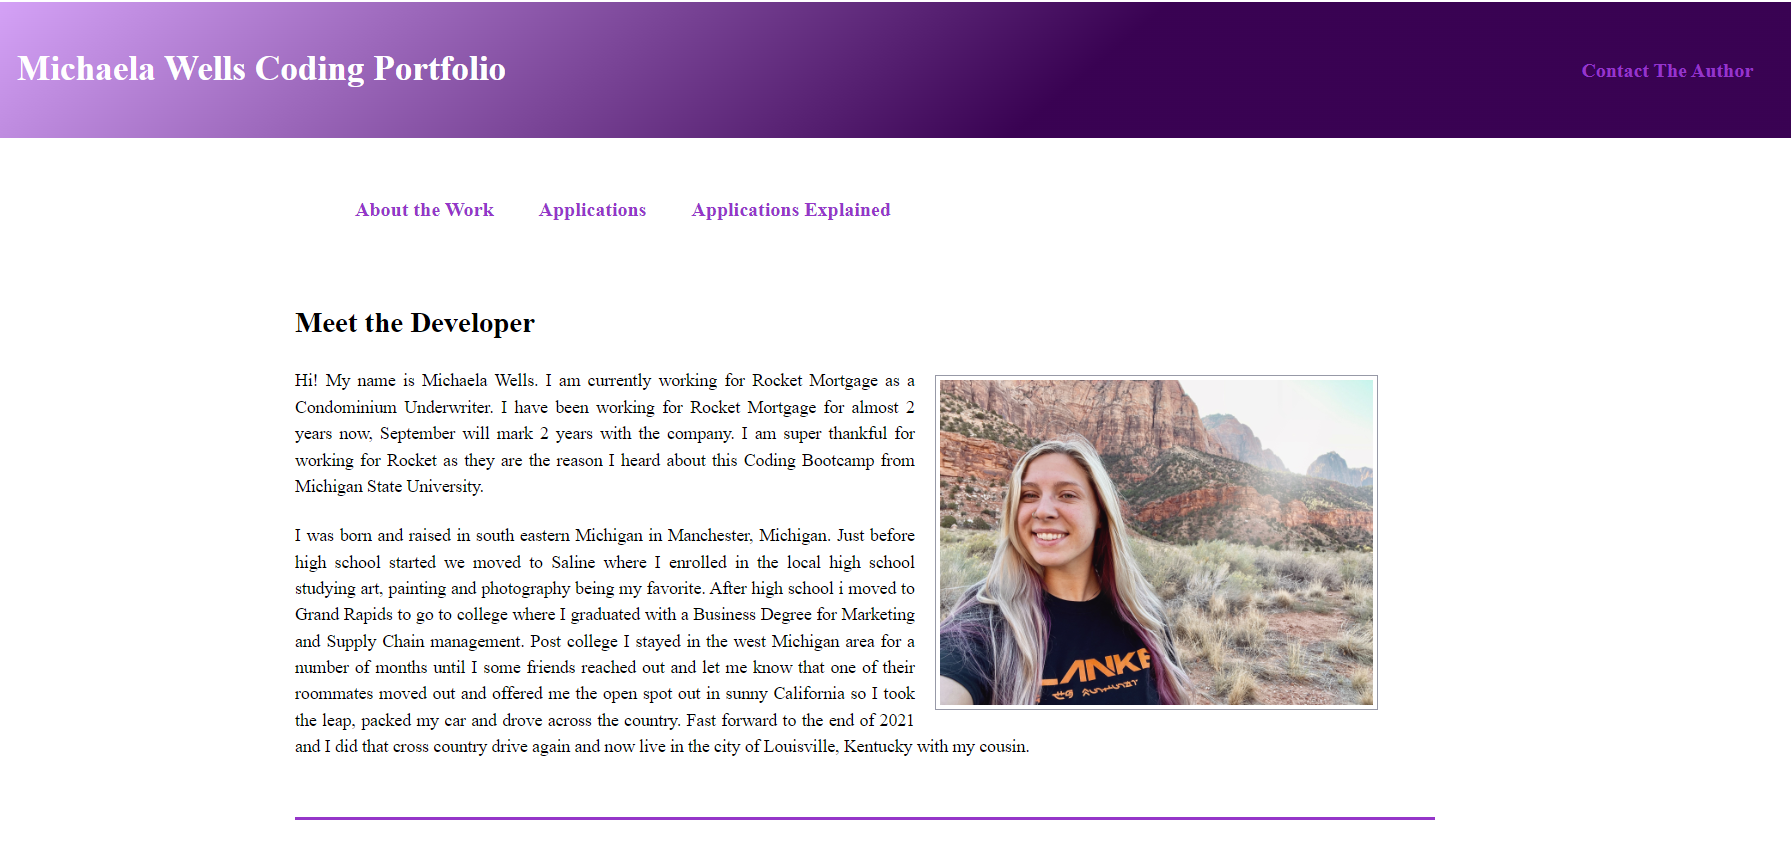 Michaela Wells Coding Portfolio
Contact The Author
About the Work Applications Applications Explained
Meet the Developer
Hi! My name is Michaela Wells. I am currently working for Rocket Mortgage as a
Condominium Underwriter. I have been working for Rocket Mortgage for almost 2
years now, September will mark 2 years with the company. I am super thankful for
working for Rocket as they are the reason I heard about this Coding Bootcamp from
Michigan State University.
I was born and raised in south eastern Michigan in Manchester, Michigan. Just before
high school started we moved to Saline where I enrolled in the local high school
studying art, painting and photography being my favorite. After high school i moved to
Grand Rapids to go to college where I graduated with a Business Degree for Marketing
and Supply Chain management. Post college I stayed in the west Michigan area for a
number of months until I some friends reached out and let me know that one of their
roommates moved out and offered me the open spot out in sunny California so I took
the leap, packed my car and drove across the country. Fast forward to the end of 2021
and I did that cross country drive again and now live in the city of Louisville, Kentucky with my cousin.
LANKE